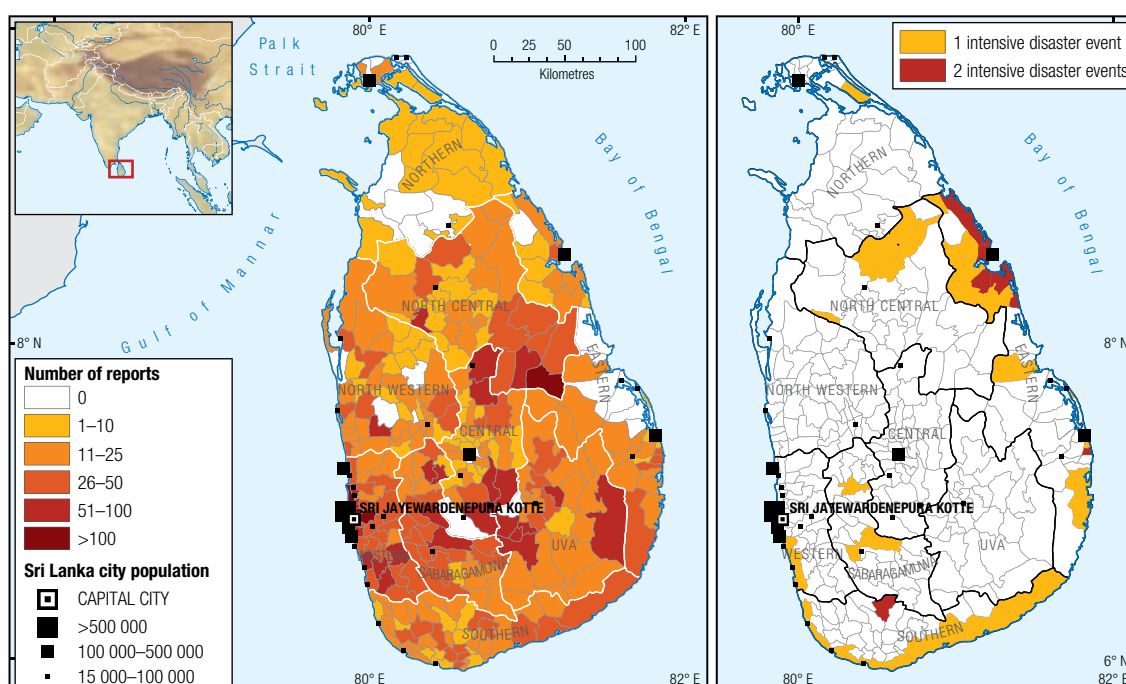 80° E
82° E
Palk
Strait
0 25 50 100
Kilometres
Bay of Bengal
Gulf of Mannar
8° N
NORTHERN
NORTH CENTRAL
EASTERN
NORTH WESTERN
CENTRAL
SRI JAYEWARDENEPURA KOTTE
UVA
WESTERN
SABARAGAMUWA
SOUTHERN
80° E
Number of reports
0
1–10
11–25
26–50
51–100
>100
Sri Lanka city population
CAPITAL CITY
>500 000
100 000–500 000
15 000–100 000
80° E
1 intensive disaster event
2 intensive disaster events
Bay of Bengal
8° N
NORTHERN
NORTH CENTRAL
EASTERN
NORTH WESTERN
CENTRAL
SRI JAYEWARDENEPURA KOTTE
UVA
WESTERN
SABARAGAMUWA
SOUTHERN
6° N
80° E
82° E